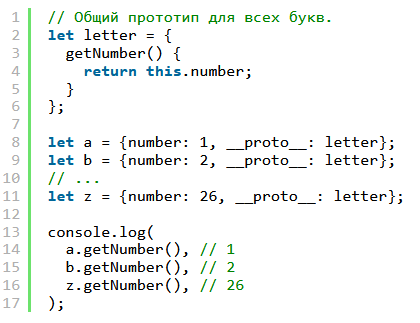 1 // Общий прототип для всех букв.
2 let letter = {
3   getNumber() {
4     return this.number;
5   }
6 };
7
8 let a = {number: 1, __proto__: letter};
9 let b = {number: 2, __proto__: letter};
10 // ...
11 let z = {number: 26, __proto__: letter};
12
13 console.log(
14   a.getNumber(), // 1
15   b.getNumber(), // 2
16   z.getNumber(), // 26
17 );